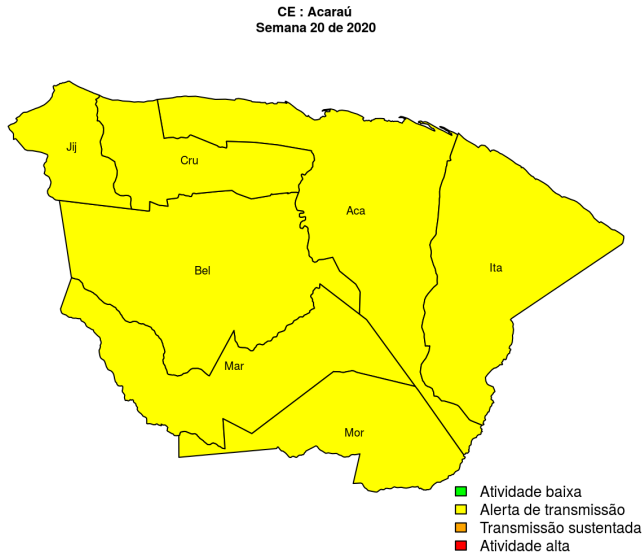 CE : Acaraú
Semana 20 de 2020
Jij
Cru
Aca
Bel
Ita
Mar
Mor
Atividade baixa
Alerta de transmissão
Transmissão sustentada
Atividade alta